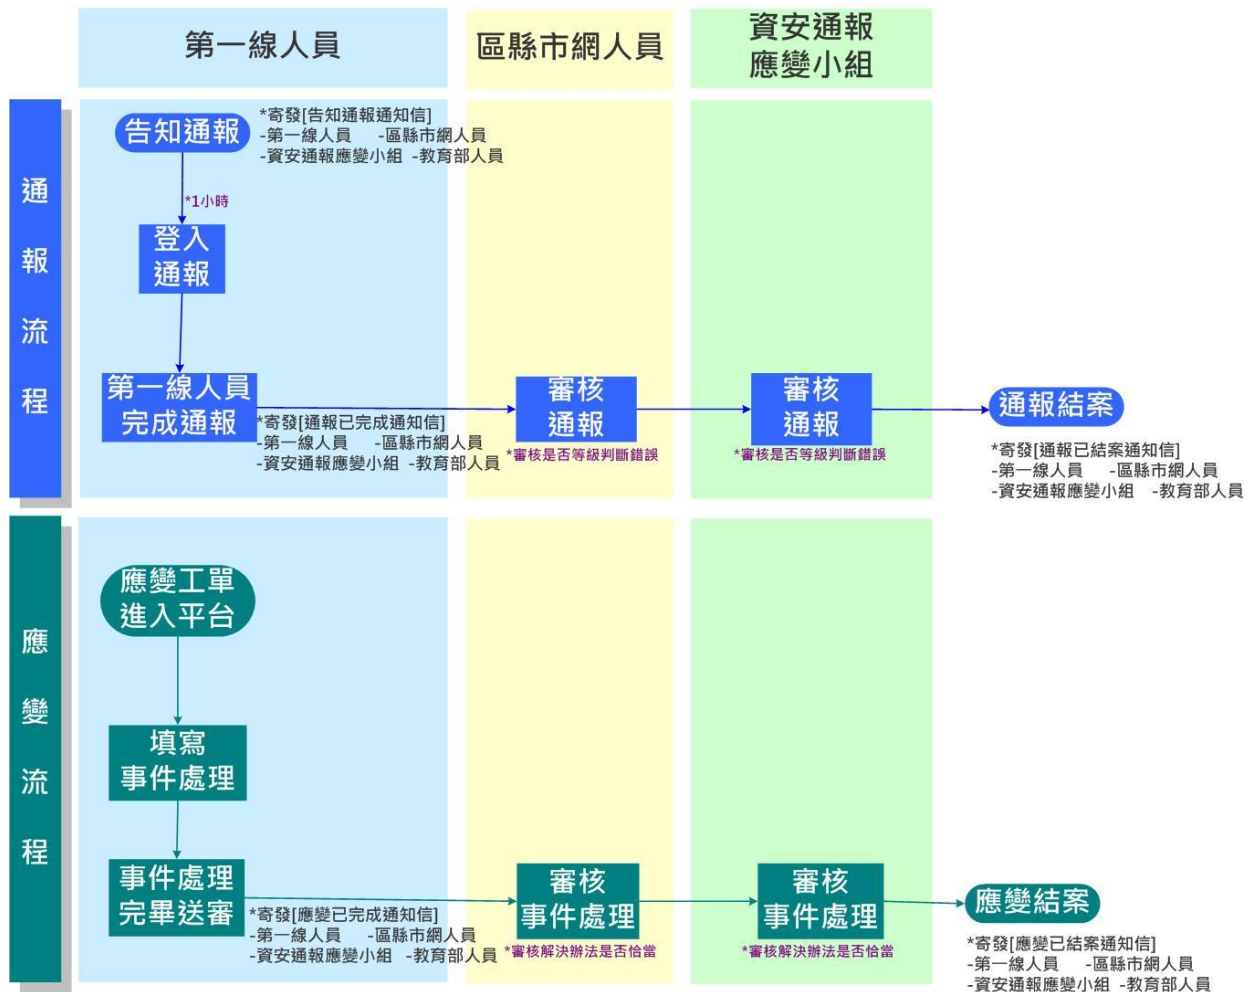 第一線人員
區縣市網人員
資安通報
應變小組
通報流程
告知通報
*寄發[告知通報通知信]
-第一線人員 -區縣市網人員
-資安通報應變小組 -教育部人員
*1小時
登入
通報
第一線人員
完成通報
*寄發[通報已完成通知信]
-第一線人員 -區縣市網人員
-資安通報應變小組 -教育部人員
審核
通報
*審核是否等級判斷錯誤
審核
通報
*審核是否等級判斷錯誤
通報結案
*寄發[通報已結案通知信]
-第一線人員 -區縣市網人員
-資安通報應變小組 -教育部人員
應變流程
應變工單
進入平台
填寫
事件處理
事件處理
完畢送審
*寄發[應變已完成通知信]
-第一線人員 -區縣市網人員
-資安通報應變小組 -教育部人員
審核
事件處理
*審核解決辦法是否恰當
審核
事件處理
*審核解決辦法是否恰當
應變結案
*寄發[應變已結案通知信]
-第一線人員 -區縣市網人員
-資安通報應變小組 -教育部人員